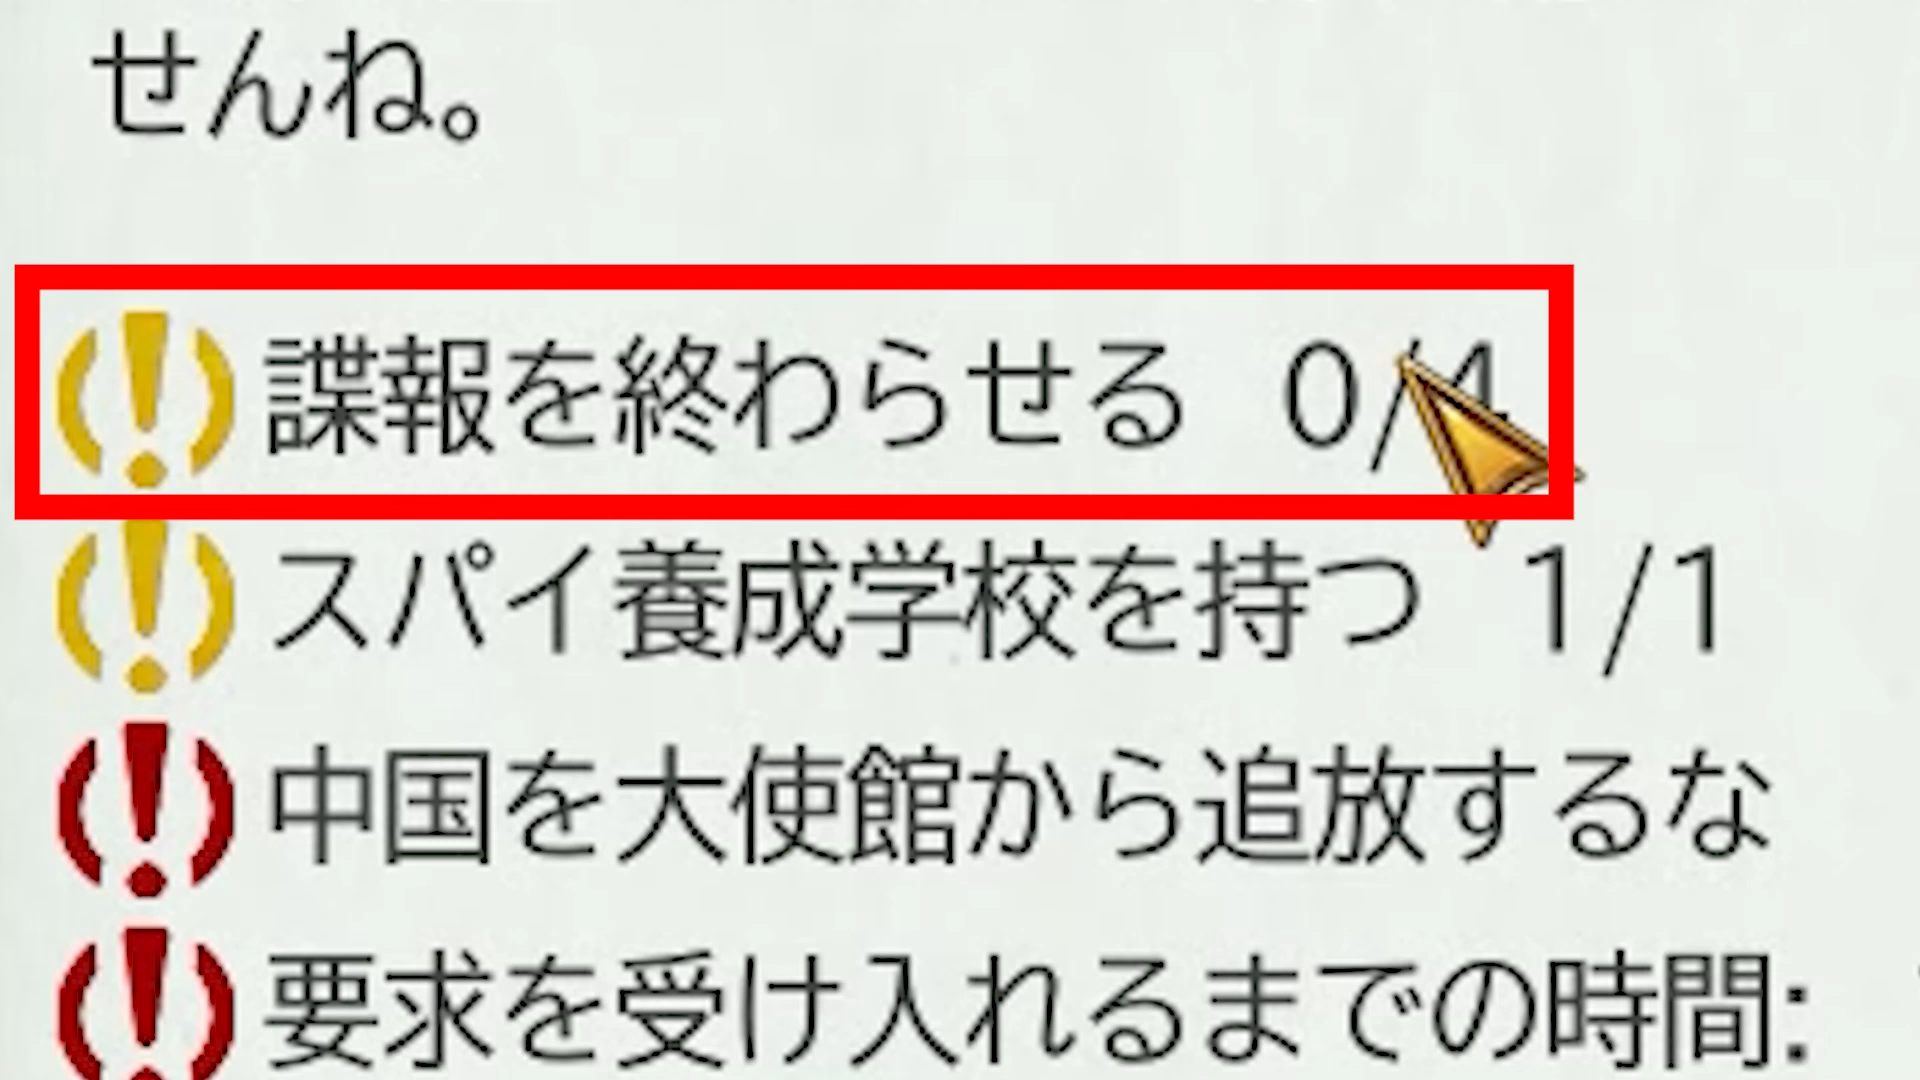 せんね。
諜報を終わらせる 0/4
スパイ養成学校を持つ 1/1
中国を大使館から追放するな
要求を受け入れるまでの時間: